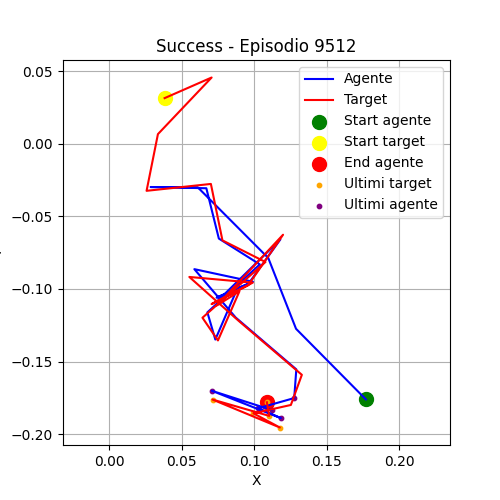 Success - Episodio 9512
Agente
Target
Start agente
Start target
End agente
Ultimi target
Ultimi agente
0.05
0.00
−0.05
−0.10
−0.15
−0.20
0.00
0.05
0.10
0.15
0.20
X